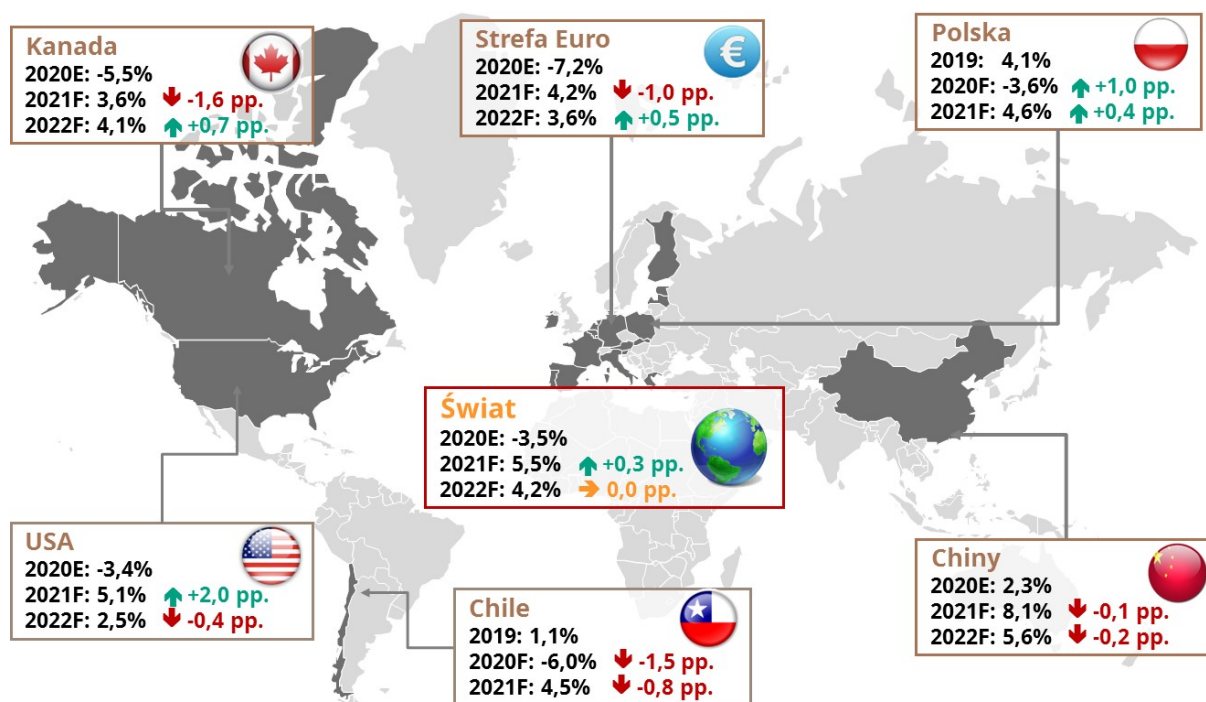 Kanada
2020E: -5,5%
2021F: 3,6% -1,6 pp.
2022F: 4,1% +0,7 pp.
Strefa Euro
2020E: -7,2%
2021F: 4,2% -1,0 pp.
2022F: 3,6% +0,5 pp.
€
Polska
2019: 4,1%
2020F: -3,6% +1,0 pp.
2021F: 4,6% +0,4 pp.
Świat
2020E: -3,5%
2021F: 5,5% +0,3 pp.
2022F: 4,2% 0,0 pp.
USA
2020E: -3,4%
2021F: 5,1% +2,0 pp.
2022F: 2,5% -0,4 pp.
Chile
2019: 1,1%
2020F: -6,0% -1,5 pp.
2021F: 4,5% -0,8 pp.
Chiny
2020E: 2,3%
2021F: 8,1% -0,1 pp.
2022F: 5,6% -0,2 pp.